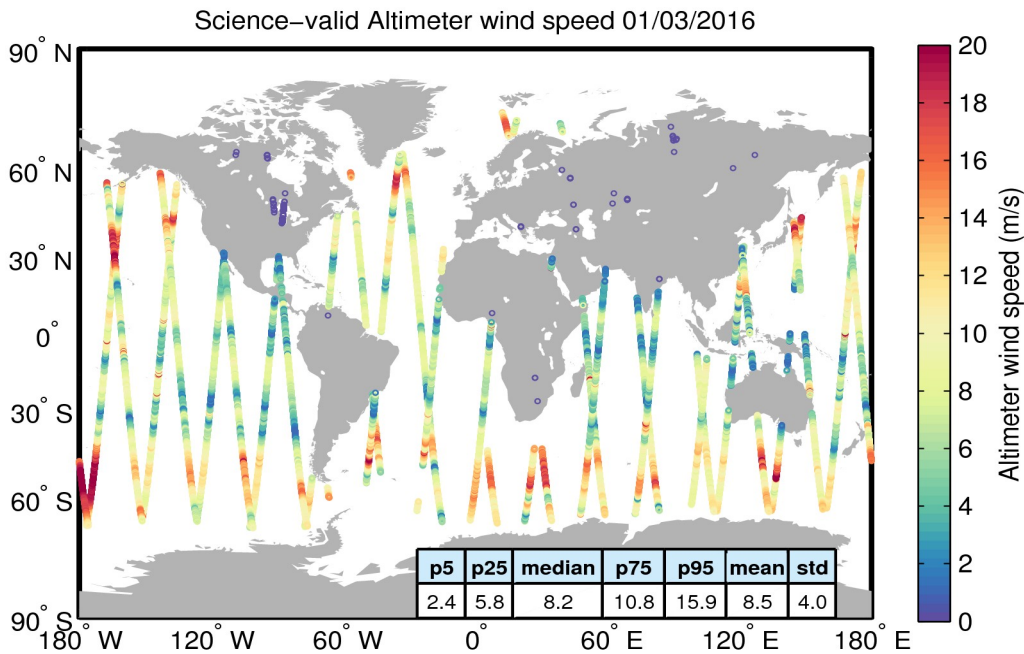 Science−valid Altimeter wind speed 01/03/2016
90° N
60° N
30° N
0°
30° S
60° S
90° S
180° W
120° W
60° W
0°
60° E
120° E
180° E
p5 p25 median p75 p95 mean std
2.4 5.8 8.2 10.8 15.9 8.5 4.0
20
18
16
14
12
10
8
6
4
2
0
Altimeter wind speed (m/s)